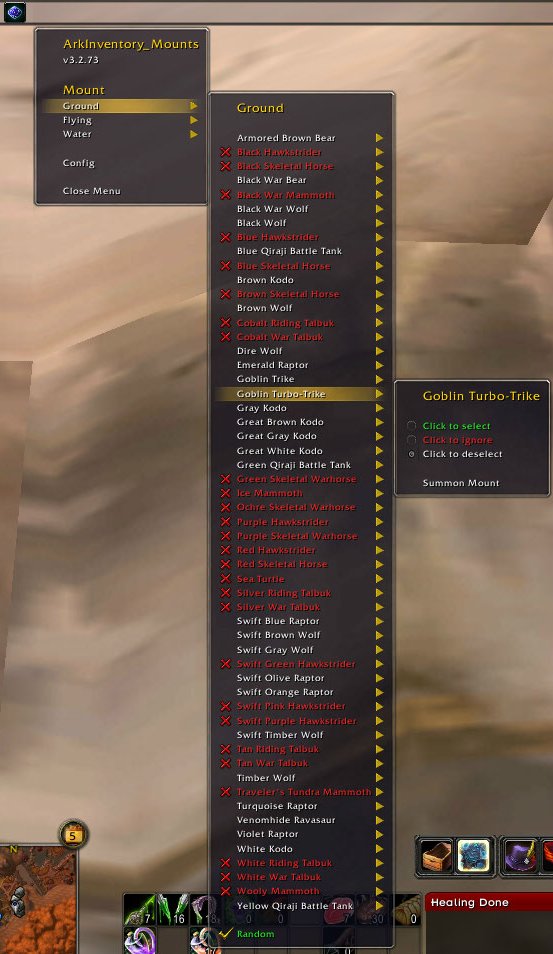 ArkInventory_Mounts
v3.2.73
Mount
Ground
Flying
Water
Config
Close Menu
Ground
Armored Brown Bear
Black Hawkstrider
Black Skeletal Horse
Black War Bear
Black War Mammoth
Black War Wolf
Black Wolf
Blue Hawkstrider
Blue Qiraji Battle Tank
Blue Skeletal Horse
Brown Kodo
Brown Skeletal Horse
Brown Wolf
Cobalt Riding Talbuk
Cobalt War Talbuk
Dire Wolf
Emerald Raptor
Goblin Trike
Goblin Turbo-Trike
Gray Kodo
Great Brown Kodo
Great Gray Kodo
Great White Kodo
Green Qiraji Battle Tank
Green Skeletal Warhorse
Ice Mammoth
Ochre Skeletal Warhorse
Purple Hawkstrider
Purple Skeletal Warhorse
Red Hawkstrider
Red Skeletal Horse
Sea Turtle
Silver Riding Talbuk
Silver War Talbuk
Swift Blue Raptor
Swift Brown Wolf
Swift Gray Wolf
Swift Green Hawkstrider
Swift Olive Raptor
Swift Orange Raptor
Swift Pink Hawkstrider
Swift Purple Hawkstrider
Swift Timber Wolf
Tan Riding Talbuk
Tan War Talbuk
Timber Wolf
Traveler's Tundra Mammoth
Turquoise Raptor
Venomhide Ravasaur
Violet Raptor
White Kodo
White Riding Talbuk
White War Talbuk
Wooly Mammoth
Yellow Qiraji Battle Tank
Random
Goblin Turbo-Trike
Click to select
Click to ignore
Click to deselect
Summon Mount
5
N
7 16 0
Healing Done